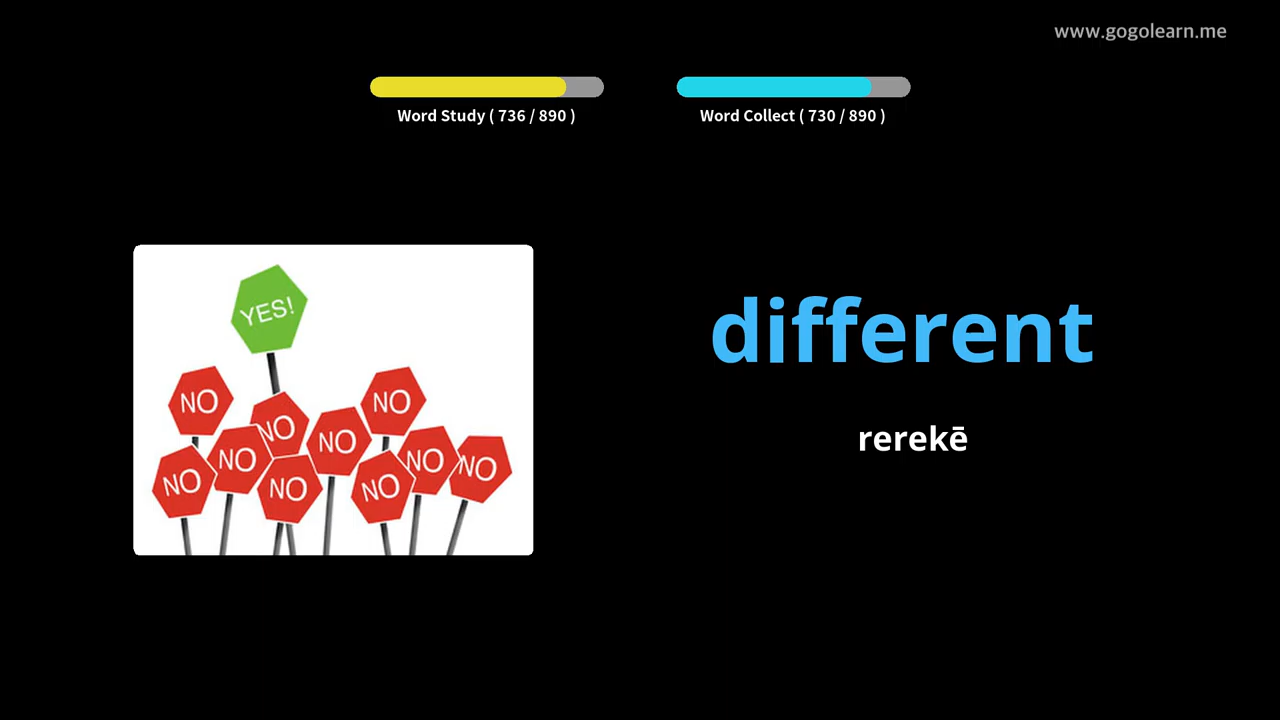 www.gogolearn.me
Word Study ( 736 / 890 )
Word Collect ( 730 / 890 )
YES!
NO
NO
NO
NO
NO
NO
NO
NO
NO
NO
different
rerekē